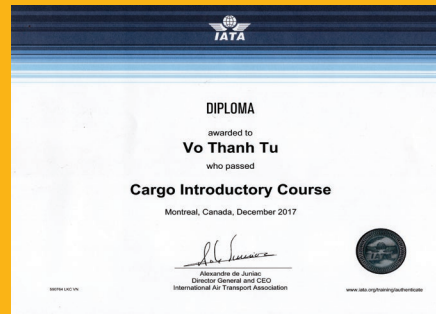 IATA
DIPLOMA
awarded to
Vo Thanh Tu
who passed
Cargo Introductory Course
Montreal, Canada, December 2017
Alexandre de Juniac
Director General and CEO
International Air Transport Association
www.iata.org/training/authenticate